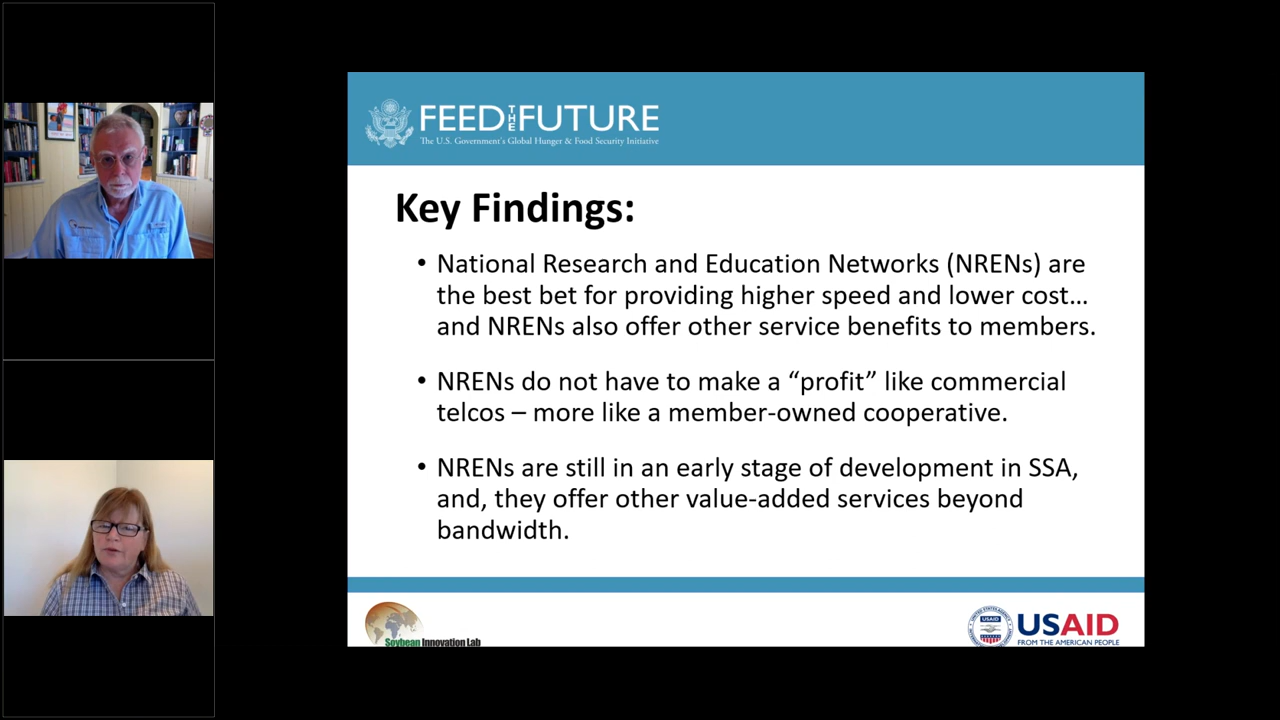 FEED THE FUTURE
The U.S. Government's Global Hunger & Food Security Initiative
Key Findings:
• National Research and Education Networks (NRENs) are
the best bet for providing higher speed and lower cost…
and NRENs also offer other service benefits to members.
• NRENs do not have to make a “profit” like commercial
telcos – more like a member-owned cooperative.
• NRENs are still in an early stage of development in SSA,
and, they offer other value-added services beyond
bandwidth.
Soybean Innovation Lab
USAID
USAID
FROM THE AMERICAN PEOPLE